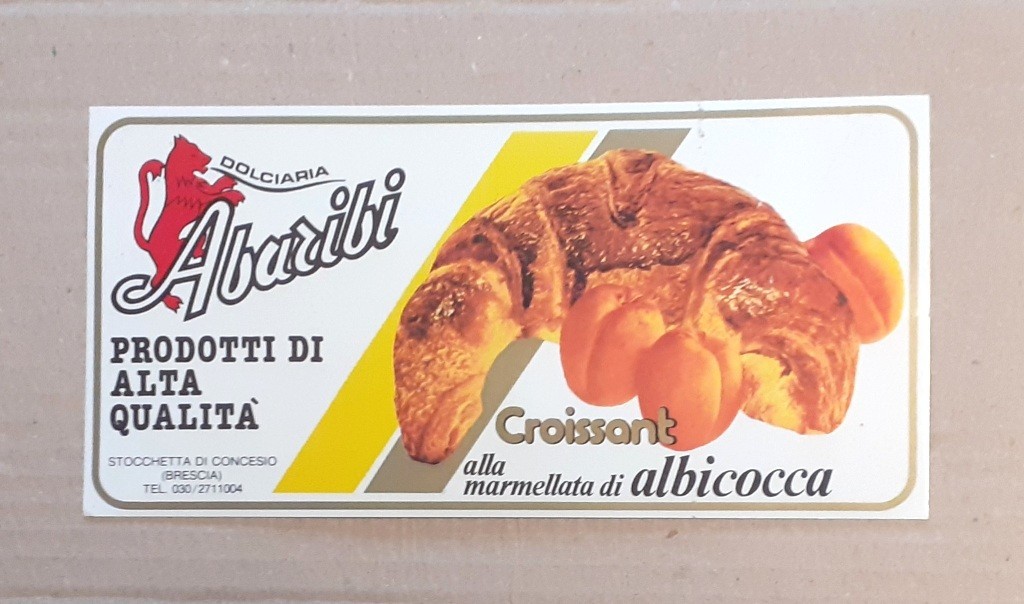 DOLCIARIA
Abaribi
PRODOTTI DI
ALTA
QUALITÀ
STOCCHETTA DI CONCESIO
(BRESCIA)
TEL. 030/2711004
Croissant
alla
marmellata di albicocca